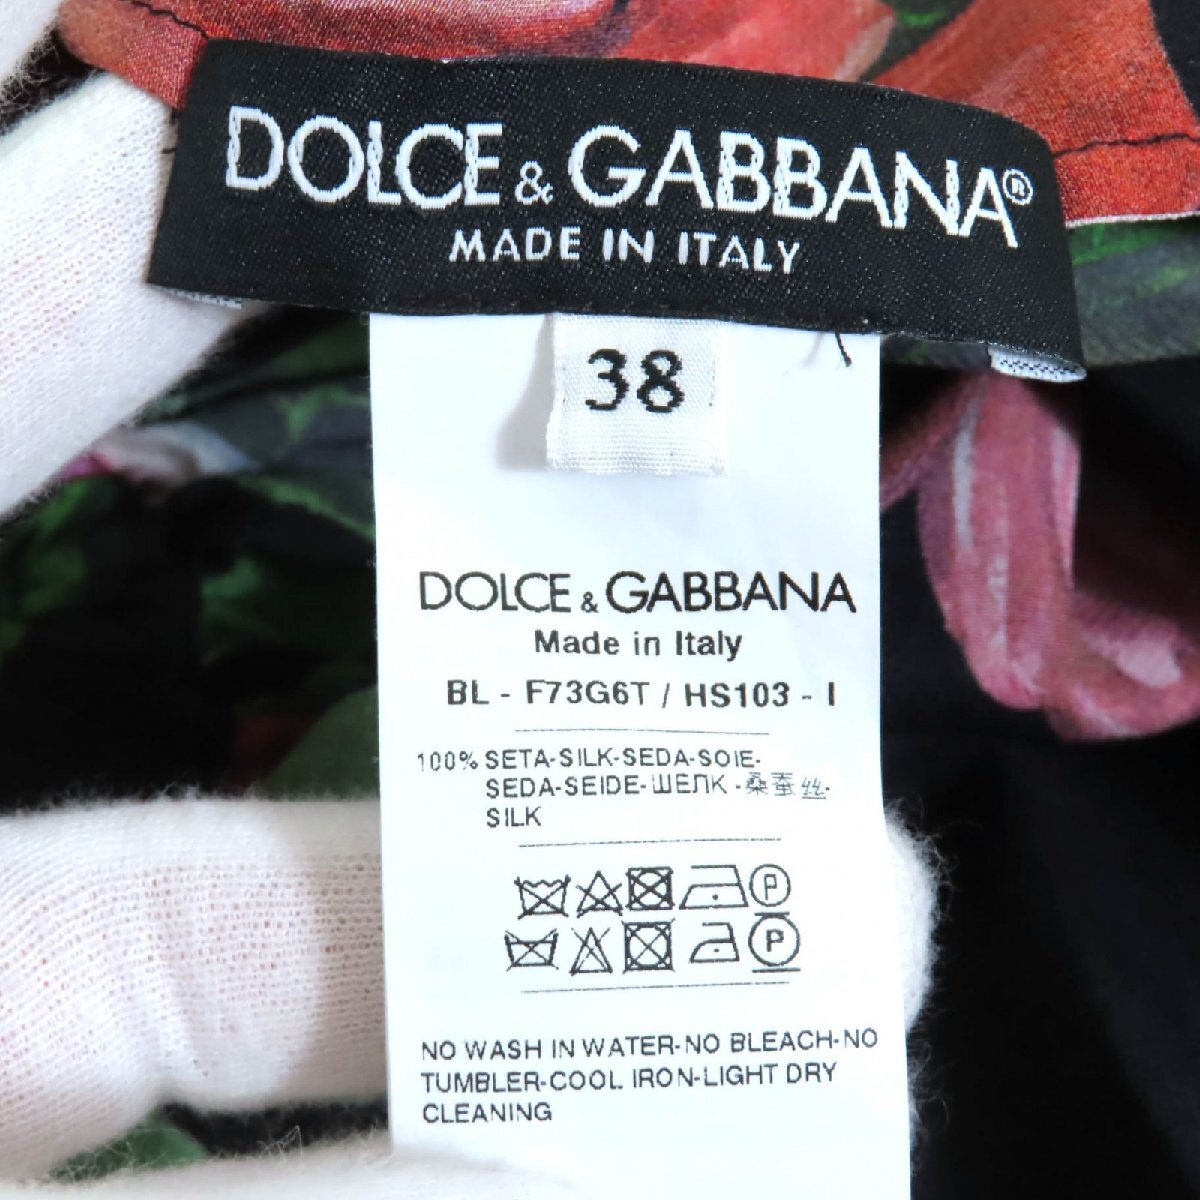 DOLCE & GABBANA®
MADE IN ITALY
38
DOLCE & GABBANA
Made in Italy
BL - F73G6T / HS103 - I
100% SETA-SILK-SEDA-SOIE-
SEDA-SEIDE-ШЕЛК-桑蚕丝-
SILK
P
P
NO WASH IN WATER-NO BLEACH-NO
TUMBLER-COOL IRON-LIGHT DRY
CLEANING